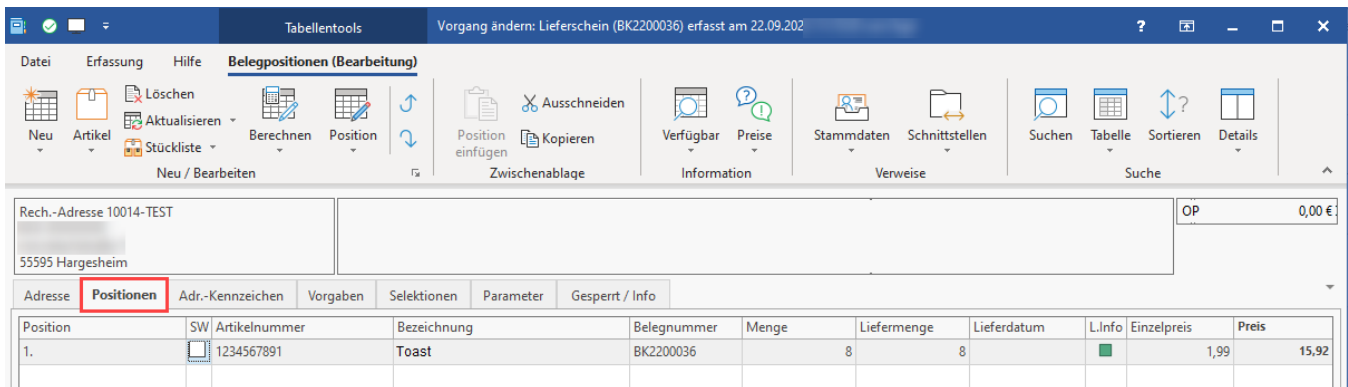 Tabellentools Vorgang ändern: Lieferschein (BK2200036) erfasst am 22.09.202
Datei Erfassung Hilfe Belegpositionen (Bearbeitung)
Neu
Artikel
Löschen
Aktualisieren
Stückliste
Berechnen
Position
Neu / Bearbeiten
Position einfügen
Ausschneiden
Kopieren
Zwischenablage
Verfügbar
Preise
Information
Stammdaten
Schnittstellen
Verweise
Suchen
Tabelle
Sortieren
Details
Suche
Rech.-Adresse 10014-TEST
55595 Hargesheim
OP 0,00 €
Adresse Positionen Adr.-Kennzeichen Vorgaben Selektionen Parameter Gesperrt / Info
Position SW Artikelnummer Bezeichnung Belegnummer Menge Liefermenge Lieferdatum L.Info Einzelpreis Preis
1. 1234567891 Toast BK2200036 8 8 1,99 15,92